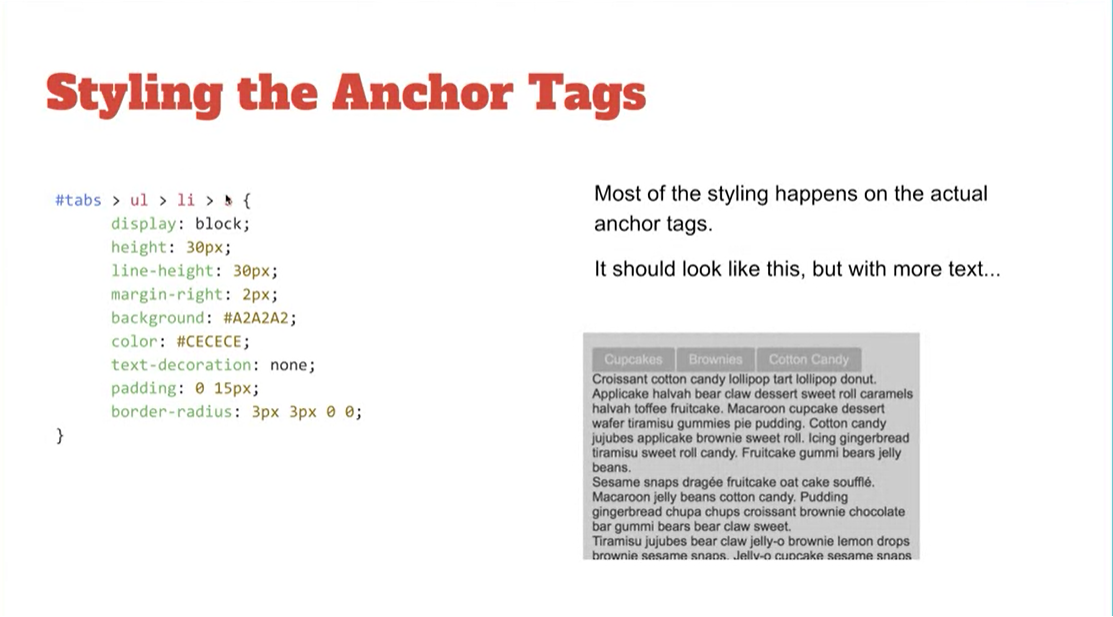 Styling the Anchor Tags
#tabs > ul > li > {
display: block;
height: 30px;
line-height: 30px;
margin-right: 2px;
background: #A2A2A2;
color: #CECECE;
text-decoration: none;
padding: 0 15px;
border-radius: 3px 3px 0 0;
}
Most of the styling happens on the actual
anchor tags.
It should look like this, but with more text...
Cupcakes Brownies Cotton Candy
Croissant cotton candy lollipop tart lollipop donut.
Applicake halvah bear claw dessert sweet roll caramels
halvah toffee fruitcake. Macaroon cupcake dessert
wafer tiramisu gummies pie pudding. Cotton candy
jujubes applicake brownie sweet roll. Icing gingerbread
tiramisu sweet roll candy. Fruitcake gummi bears jelly
beans.
Sesame snaps dragée fruitcake oat cake soufflé.
Macaroon jelly beans cotton candy. Pudding
gingerbread chupa chups croissant brownie chocolate
bar gummi bears bear claw sweet.
Tiramisu jujubes bear claw jelly-o brownie lemon drops
brownie sesame snaps. Jelly-o cupcake sesame snaps